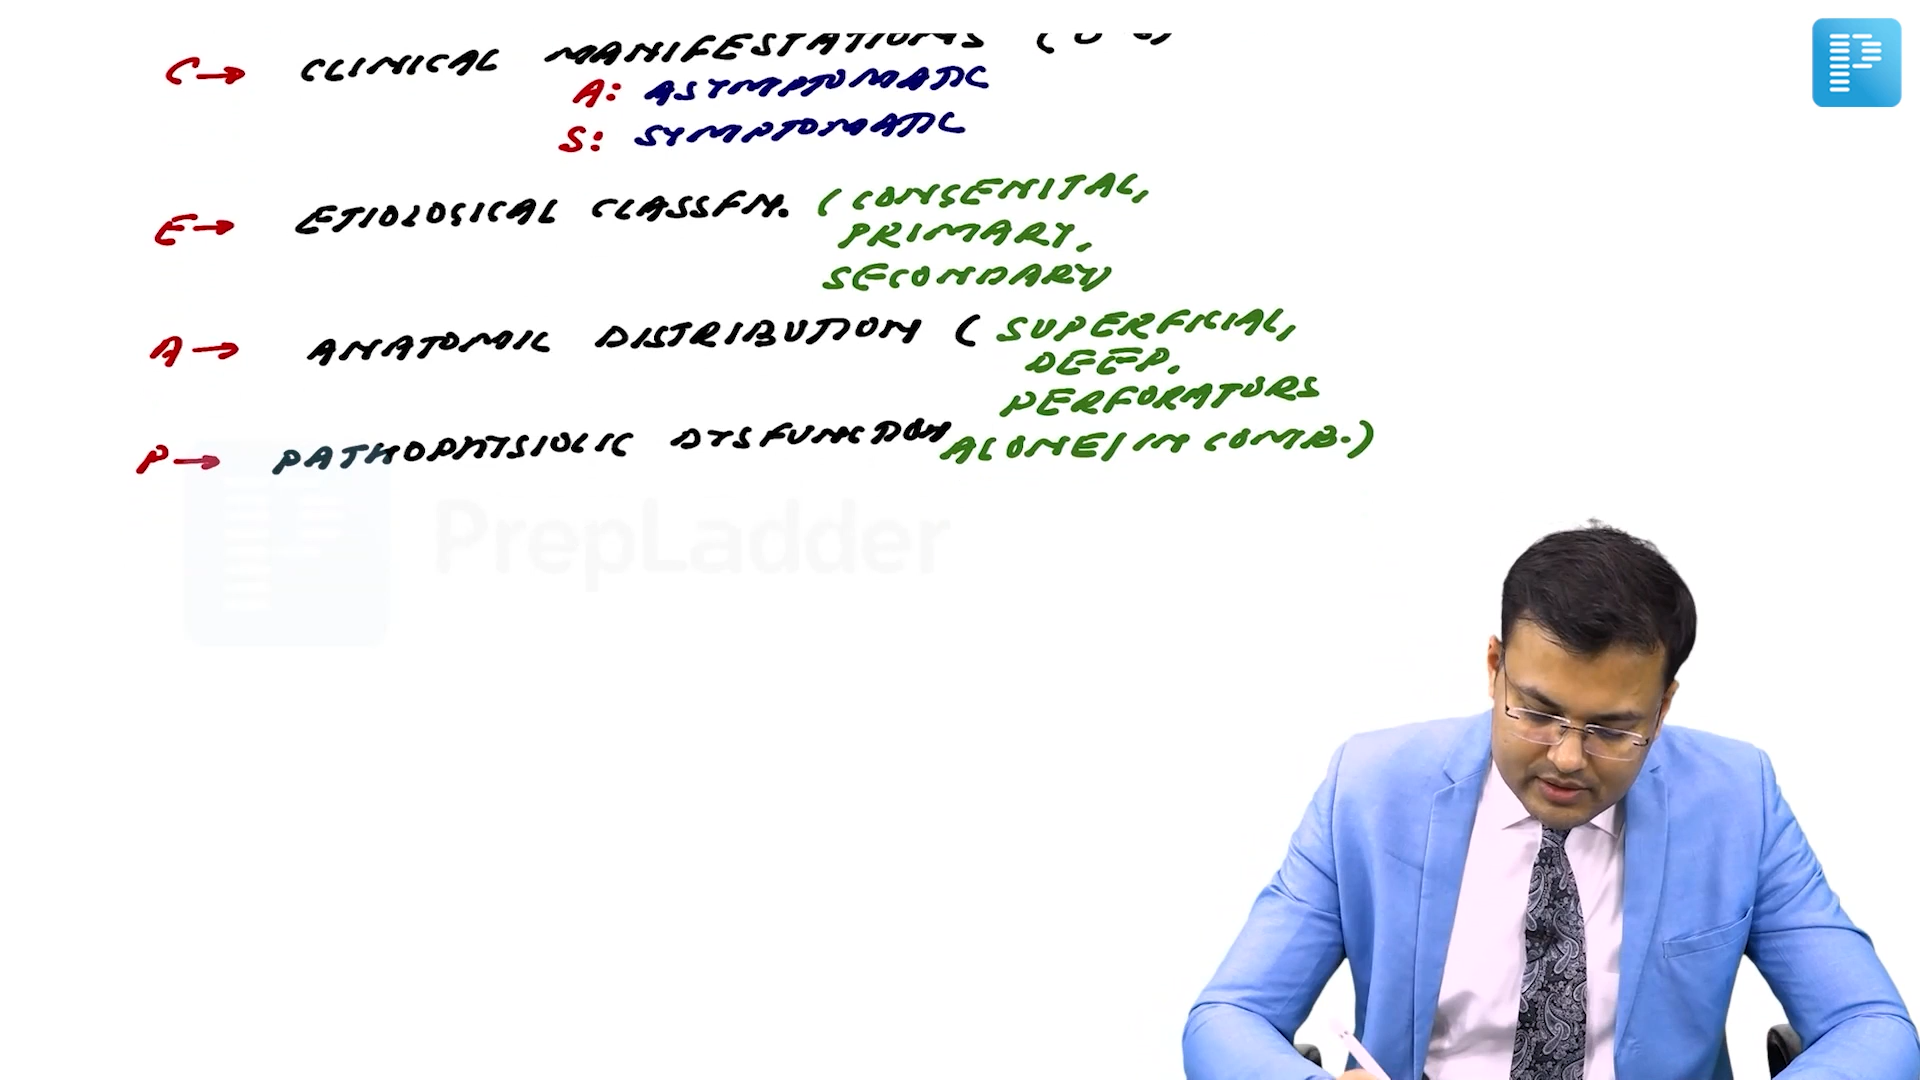 C→ CLINICAL MANIFESTATIONS
A: ASYMPTOMATIC
S: SYMPTOMATIC
E→ ETIOLOGICAL CLASSFN. (CONGENITAL,
PRIMARY,
SECONDARY)
A→ ANATOMIC DISTRIBUTION (SUPERFICIAL,
DEEP,
PERFORATORS
ALONE/IN COMB.)
P→ PATHOPHYSIOLIC DYSFUNCTION
PrepLadder